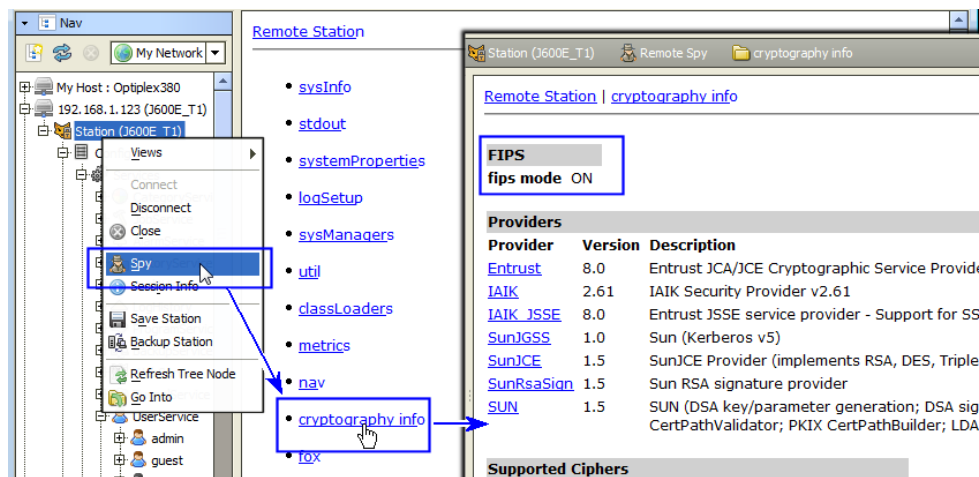 Nav
My Network
My Host : Optiplex380
192.168.1.123 (J600E_T1)
Station (J600E_T1)
Views
Connect
Disconnect
Close
Spy
Session Info
Save Station
Backup Station
Refresh Tree Node
Go Into
UserService
admin
guest
Remote Station
sysInfo
stdout
systemProperties
logSetup
sysManagers
util
classLoaders
metrics
nav
cryptography info
fox
Station (J600E_T1) Remote Spy cryptography info
Remote Station | cryptography info
FIPS
fips mode ON
Providers
Provider Version Description
Entrust 8.0 Entrust JCA/JCE Cryptographic Service Provide
IAIK 2.61 IAIK Security Provider v2.61
IAIK JSSE 8.0 Entrust JSSE service provider - Support for SS
SunJGSS 1.0 Sun (Kerberos v5)
SunJCE 1.5 SunJCE Provider (implements RSA, DES, Triple
SunRsaSign 1.5 Sun RSA signature provider
SUN 1.5 SUN (DSA key/parameter generation; DSA sig
CertPathValidator; PKIX CertPathBuilder; LDA
Supported Ciphers